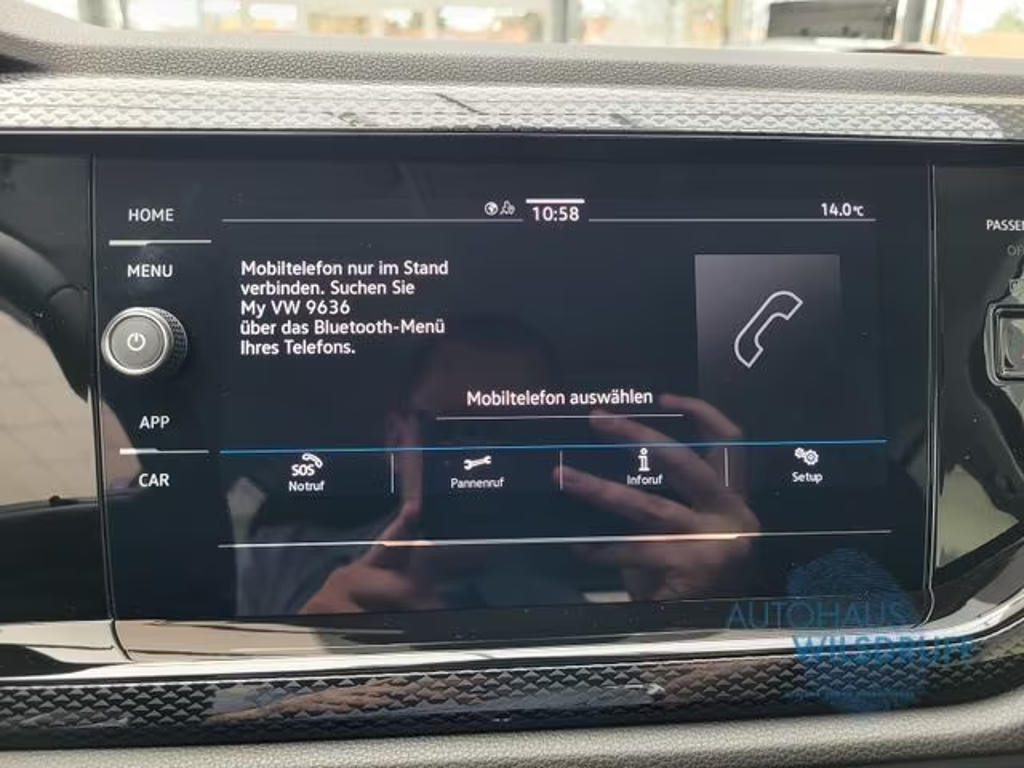 HOME
10:58
14.0°C
PASSE
MENU
Mobiltelefon nur im Stand
verbinden. Suchen Sie
My VW 9636
über das Bluetooth-Menü
Ihres Telefons.
Mobiltelefon auswählen
APP
CAR
SOS
Notruf
Pannenruf
Inforuf
Setup
AUTOHAUS
WILSDRUFF